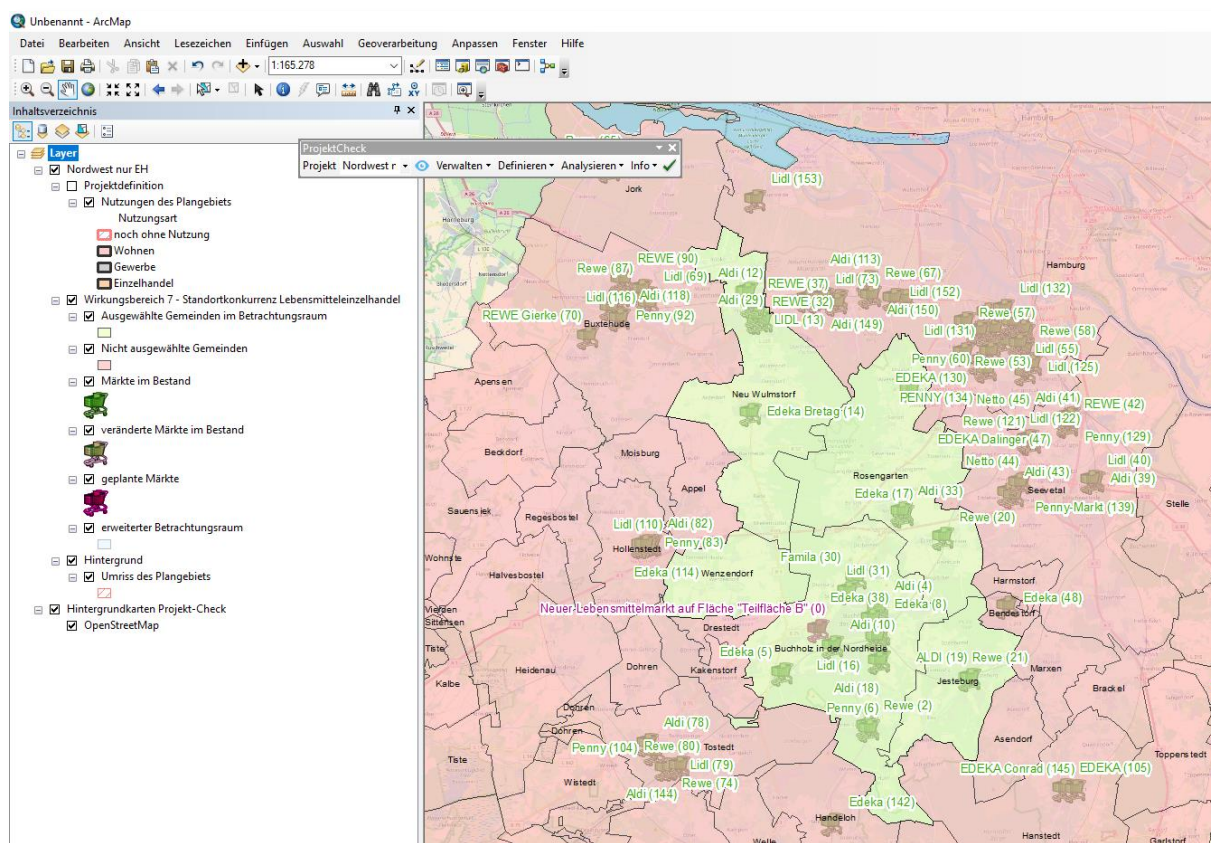 Unbenannt - ArcMap
Datei Bearbeiten Ansicht Lesezeichen Einfügen Auswahl Geoverarbeitung Anpassen Fenster Hilfe
1:165.278
Inhaltsverzeichnis
Layer
Nordwest nur EH
Projektdefinition
Nutzungen des Plangebiets
Nutzungsart
noch ohne Nutzung
Wohnen
Gewerbe
Einzelhandel
Wirkungsbereich 7 - Standortkonkurrenz Lebensmitteleinzelhandel
Ausgewählte Gemeinden im Betrachtungsraum
Nicht ausgewählte Gemeinden
Märkte im Bestand
veränderte Märkte im Bestand
geplante Märkte
erweiterter Betrachtungsraum
Hintergrund
Umriss des Plangebiets
Hintergrundkarten Projekt-Check
OpenStreetMap
ProjektCheck
Projekt Nordwest r Verwalten Definieren Analysieren Info
Jork
Lidl (153)
Hamburg
REWE (90)
Aldi (113)
Rewe (87)
Lidl (69)
Aldi (12)
REWE (37)
Lidl (73)
Rewe (67)
Lidl (116)
Aldi (118)
Aldi (29)
REWE (32)
Lidl (152)
Lidl (132)
REWE Gierke (70)
Penny (92)
LIDL (13)
Aldi (149)
Aldi (150)
Rewe (57)
Buxtehude
Lidl (131)
Rewe (58)
Penny (60)
Rewe (53)
Lidl (55)
Lidl (125)
Apensen
EDEKA (130)
Neu Wulmstorf
PENNY (134)
Netto (45)
Aldi (41)
REWE (42)
Edeka Bretag (14)
Rewe (121)
Lidl (122)
EDEKA Dalinger (47)
Penny (129)
Beckdorf
Moisburg
Netto (44)
Lidl (40)
Rosengarten
Aldi (43)
Aldi (39)
Appel
Seevetal
Edeka (17)
Aldi (33)
Penny-Markt (139)
Stelle
Sauensiek
Regesbostel
Rewe (20)
Lidl (110)
Aldi (82)
Penny (83)
Hollenstedt
Wohnste
Halvesbostel
Edeka (114)
Wenzendorf
Famila (30)
Lidl (31)
Aldi (4)
Harmstorf
Edeka (38)
Edeka (8)
Edeka (48)
Bendestorf
Neuer Lebensmittelmarkt auf Fläche "Teilfläche B" (0)
Vierden
Sittensen
Drestedt
Aldi (10)
Tiste
Edeka (5)
Buchholz in der Nordheide
Heidenau
Dohren
Kakenstorf
Lidl (16)
ALDI (19)
Rewe (21)
Marxen
Kalbe
Jesteburg
Brackel
Aldi (18)
Dohren
Penny (6)
Rewe (2)
Aldi (78)
Dohren
Asendorf
Penny (104)
Rewe (80)
Tostedt
Toppenstedt
Tiste
Lidl (79)
EDEKA Conrad (145)
EDEKA (105)
Wistedt
Rewe (74)
Aldi (144)
Edeka (142)
Handeloh
Welle
Hanstedt
Garlstorf